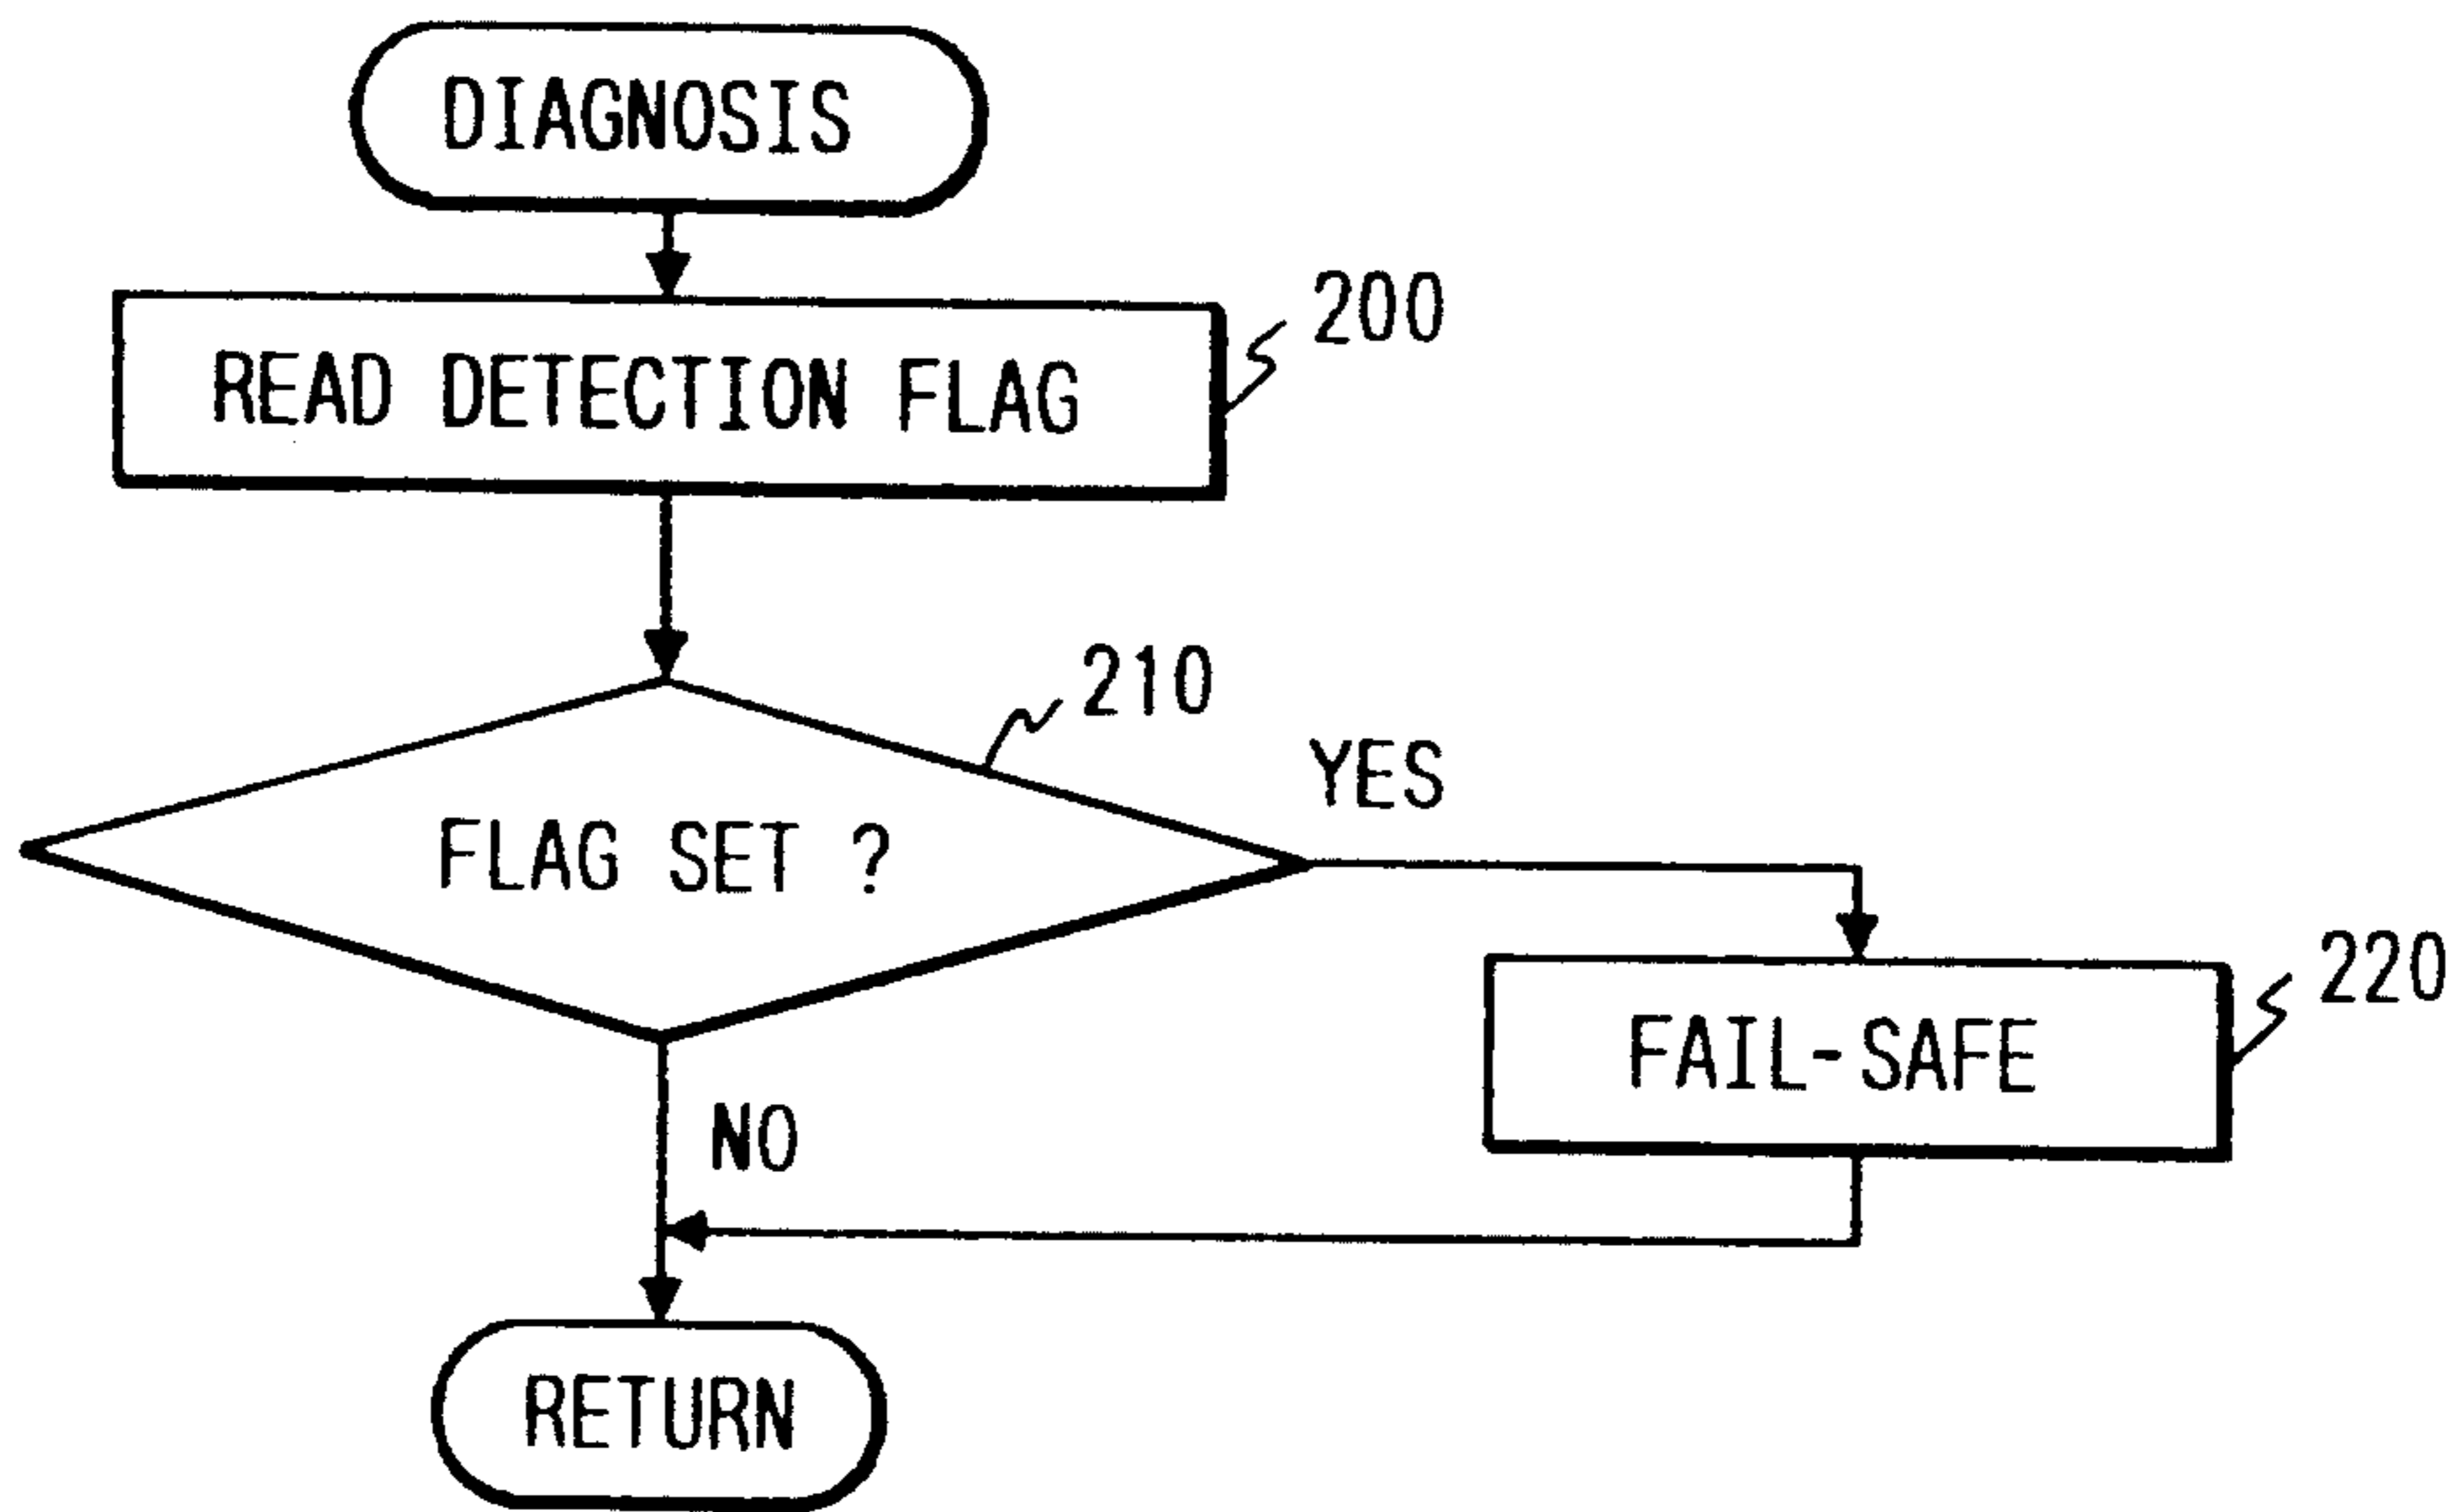 DIAGNOSIS
200
READ DETECTION FLAG
210
YES
FLAG SET ?
220
FAIL-SAFE
NO
RETURN